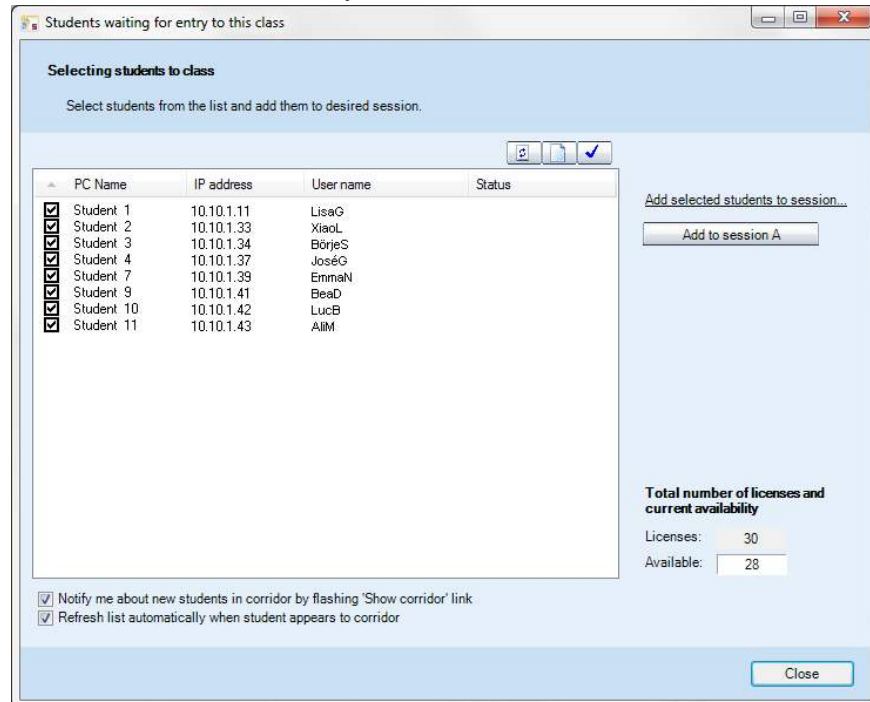 Students waiting for entry to this class
Selecting students to class
Select students from the list and add them to desired session.
PC Name IP address User name Status
Student 1 10.10.1.11 LisaG
Student 2 10.10.1.33 XiaoL
Student 3 10.10.1.34 BörjeS
Student 4 10.10.1.37 JoséG
Student 7 10.10.1.39 EmmaN
Student 9 10.10.1.41 BeaD
Student 10 10.10.1.42 LucB
Student 11 10.10.1.43 AliM
Add selected students to session...
Add to session A
Total number of licenses and
current availability
Licenses: 30
Available: 28
Notify me about new students in corridor by flashing 'Show corridor' link
Refresh list automatically when student appears to corridor
Close